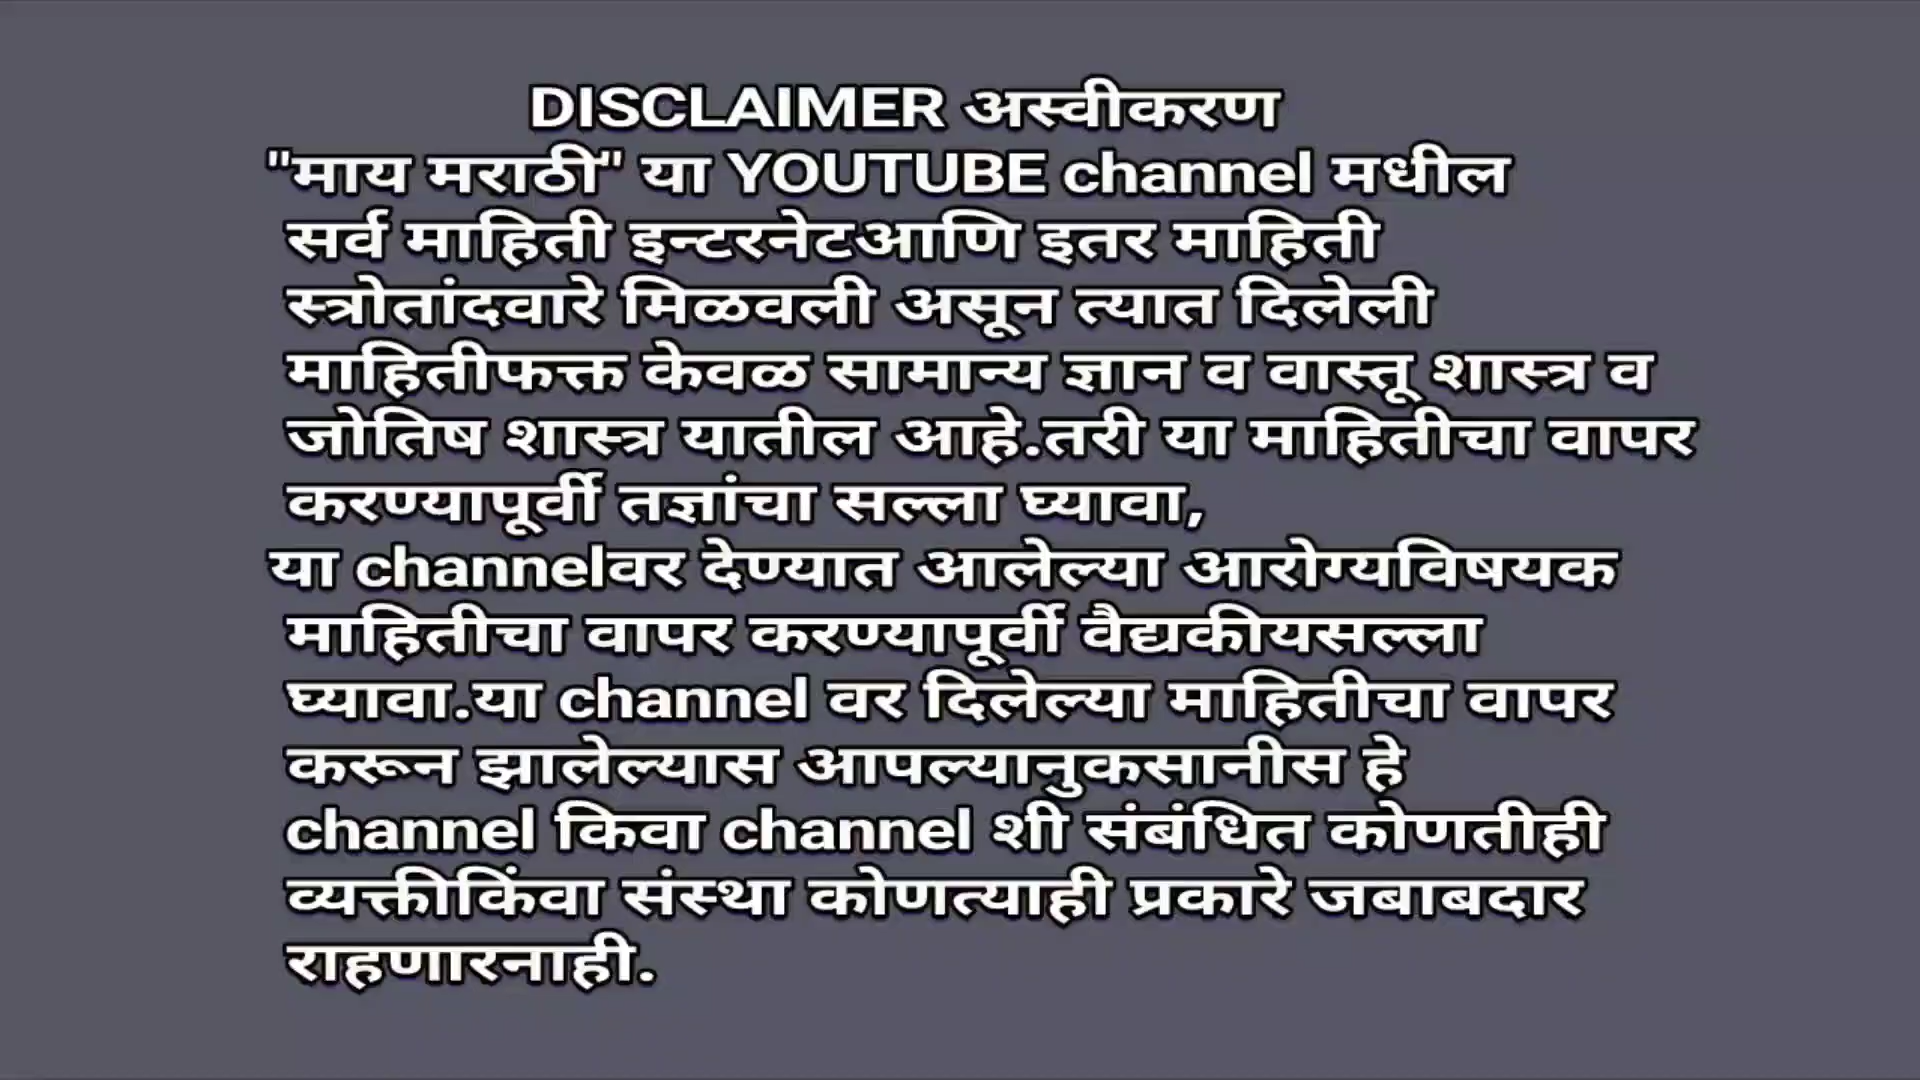 DISCLAIMER अस्वीकरण
"माय मराठी" या YOUTUBE channel मधील
सर्व माहिती इन्टरनेटआणि इतर माहिती
स्त्रोतांदवारे मिळवली असून त्यात दिलेली
माहितीफक्त केवळ सामान्य ज्ञान व वास्तू शास्त्र व
जोतिष शास्त्र यातील आहे.तरी या माहितीचा वापर
करण्यापूर्वी तज्ञांचा सल्ला घ्यावा,
या channelवर देण्यात आलेल्या आरोग्यविषयक
माहितीचा वापर करण्यापूर्वी वैद्यकीयसल्ला
घ्यावा.या channel वर दिलेल्या माहितीचा वापर
करून झालेल्यास आपल्यानुकसानीस हे
channel किवा channel शी संबंधित कोणतीही
व्यक्तीकिंवा संस्था कोणत्याही प्रकारे जबाबदार
राहणारनाही.